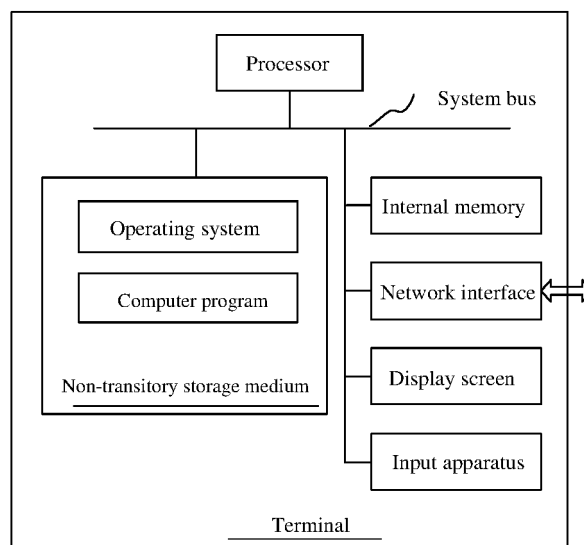 Processor
System bus
Operating system
Computer program
Non-transitory storage medium
Internal memory
Network interface
Display screen
Input apparatus
Terminal